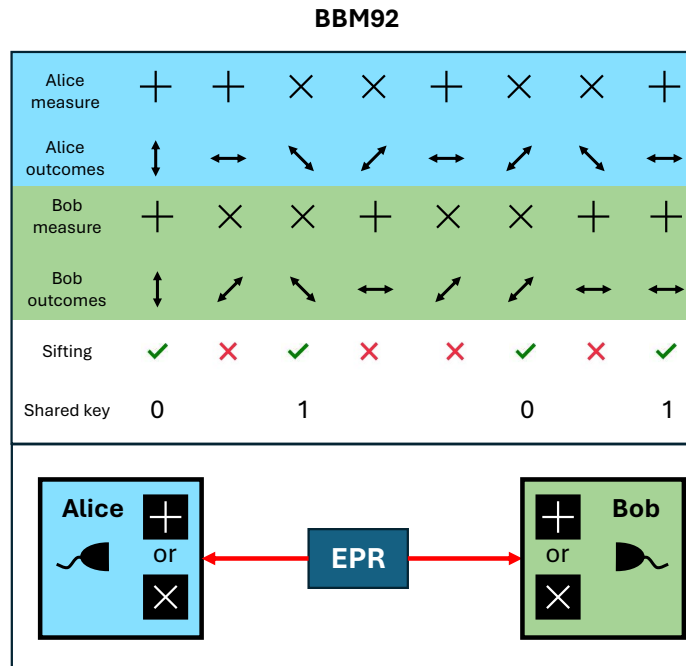 BBM92
Alice
measure
Alice
outcomes
Bob
measure
Bob
outcomes
Sifting
Shared key 0 1 0 1
Alice
or
EPR
Bob
or